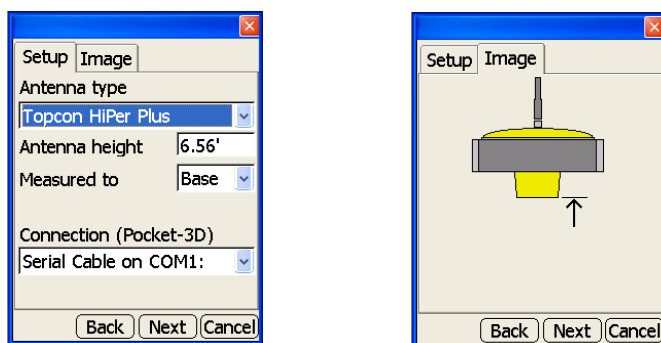 Setup Image
Antenna type
Topcon HiPer Plus
Antenna height 6.56'
Measured to Base
Connection (Pocket-3D)
Serial Cable on COM1:
Back Next Cancel
Setup Image
Back Next Cancel